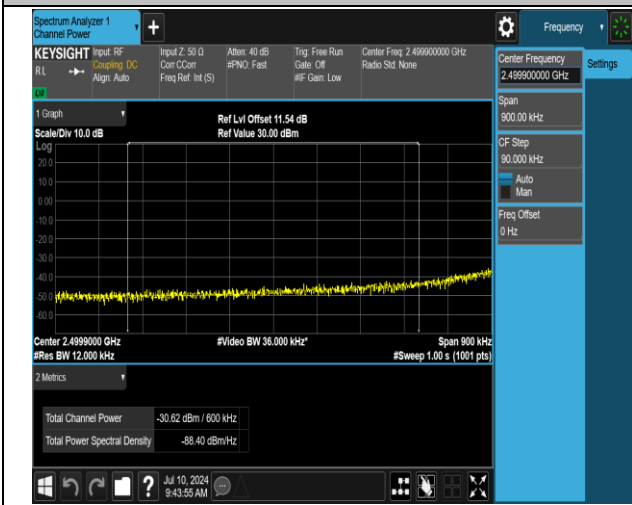 Spectrum Analyzer 1
Channel Power
Frequency
KEYSIGHT
RL
Input: RF
Coupling: DC
Align: Auto
Input Z: 50 Ω
Corr CCorr
Freq Ref: Int (S)
Atten: 40 dB
#PNO: Fast
Trig: Free Run
Gate: Off
#IF Gain: Low
Center Freq: 2.499900000 GHz
Radio Std: None
Center Frequency
2.499900000 GHz
Settings
Span
900.00 kHz
CF Step
90.000 kHz
Auto
Man
Freq Offset
0 Hz
1 Graph
Scale/Div 10.0 dB
Ref Lvl Offset 11.54 dB
Ref Value 30.00 dBm
Log
20.0
10.0
0.00
-10.0
-20.0
-30.0
-40.0
-50.0
-60.0
Center 2.4999000 GHz
#Video BW 36.000 kHz*
Span 900 kHz
#Res BW 12.000 kHz
#Sweep 1.00 s (1001 pts)
2 Metrics
Total Channel Power -30.62 dBm / 600 kHz
Total Power Spectral Density -88.40 dBm/Hz
?
Jul 10, 2024
9:43:55 AM